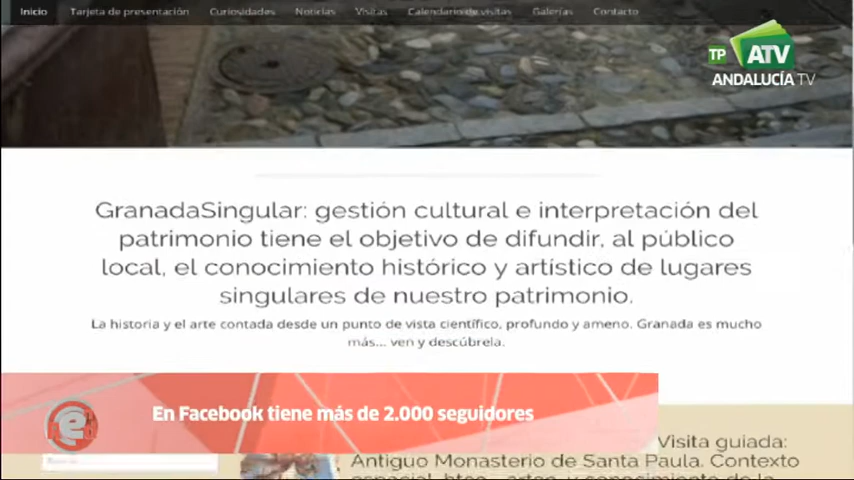 Inicio Tarjeta de presentación Curiosidades Noticias Visitas Calendario de visitas Galerías Contacto
TP ATV
ANDALUCÍA TV
GranadaSingular: gestión cultural e interpretación del
patrimonio tiene el objetivo de difundir, al público
local, el conocimiento histórico y artístico de lugares
singulares de nuestro patrimonio.
La historia y el arte contada desde un punto de vista científico, profundo y ameno. Granada es mucho
más... ven y descúbrela.
En Facebook tiene más de 2.000 seguidores
Visita guiada:
Antiguo Monasterio de Santa Paula. Contexto